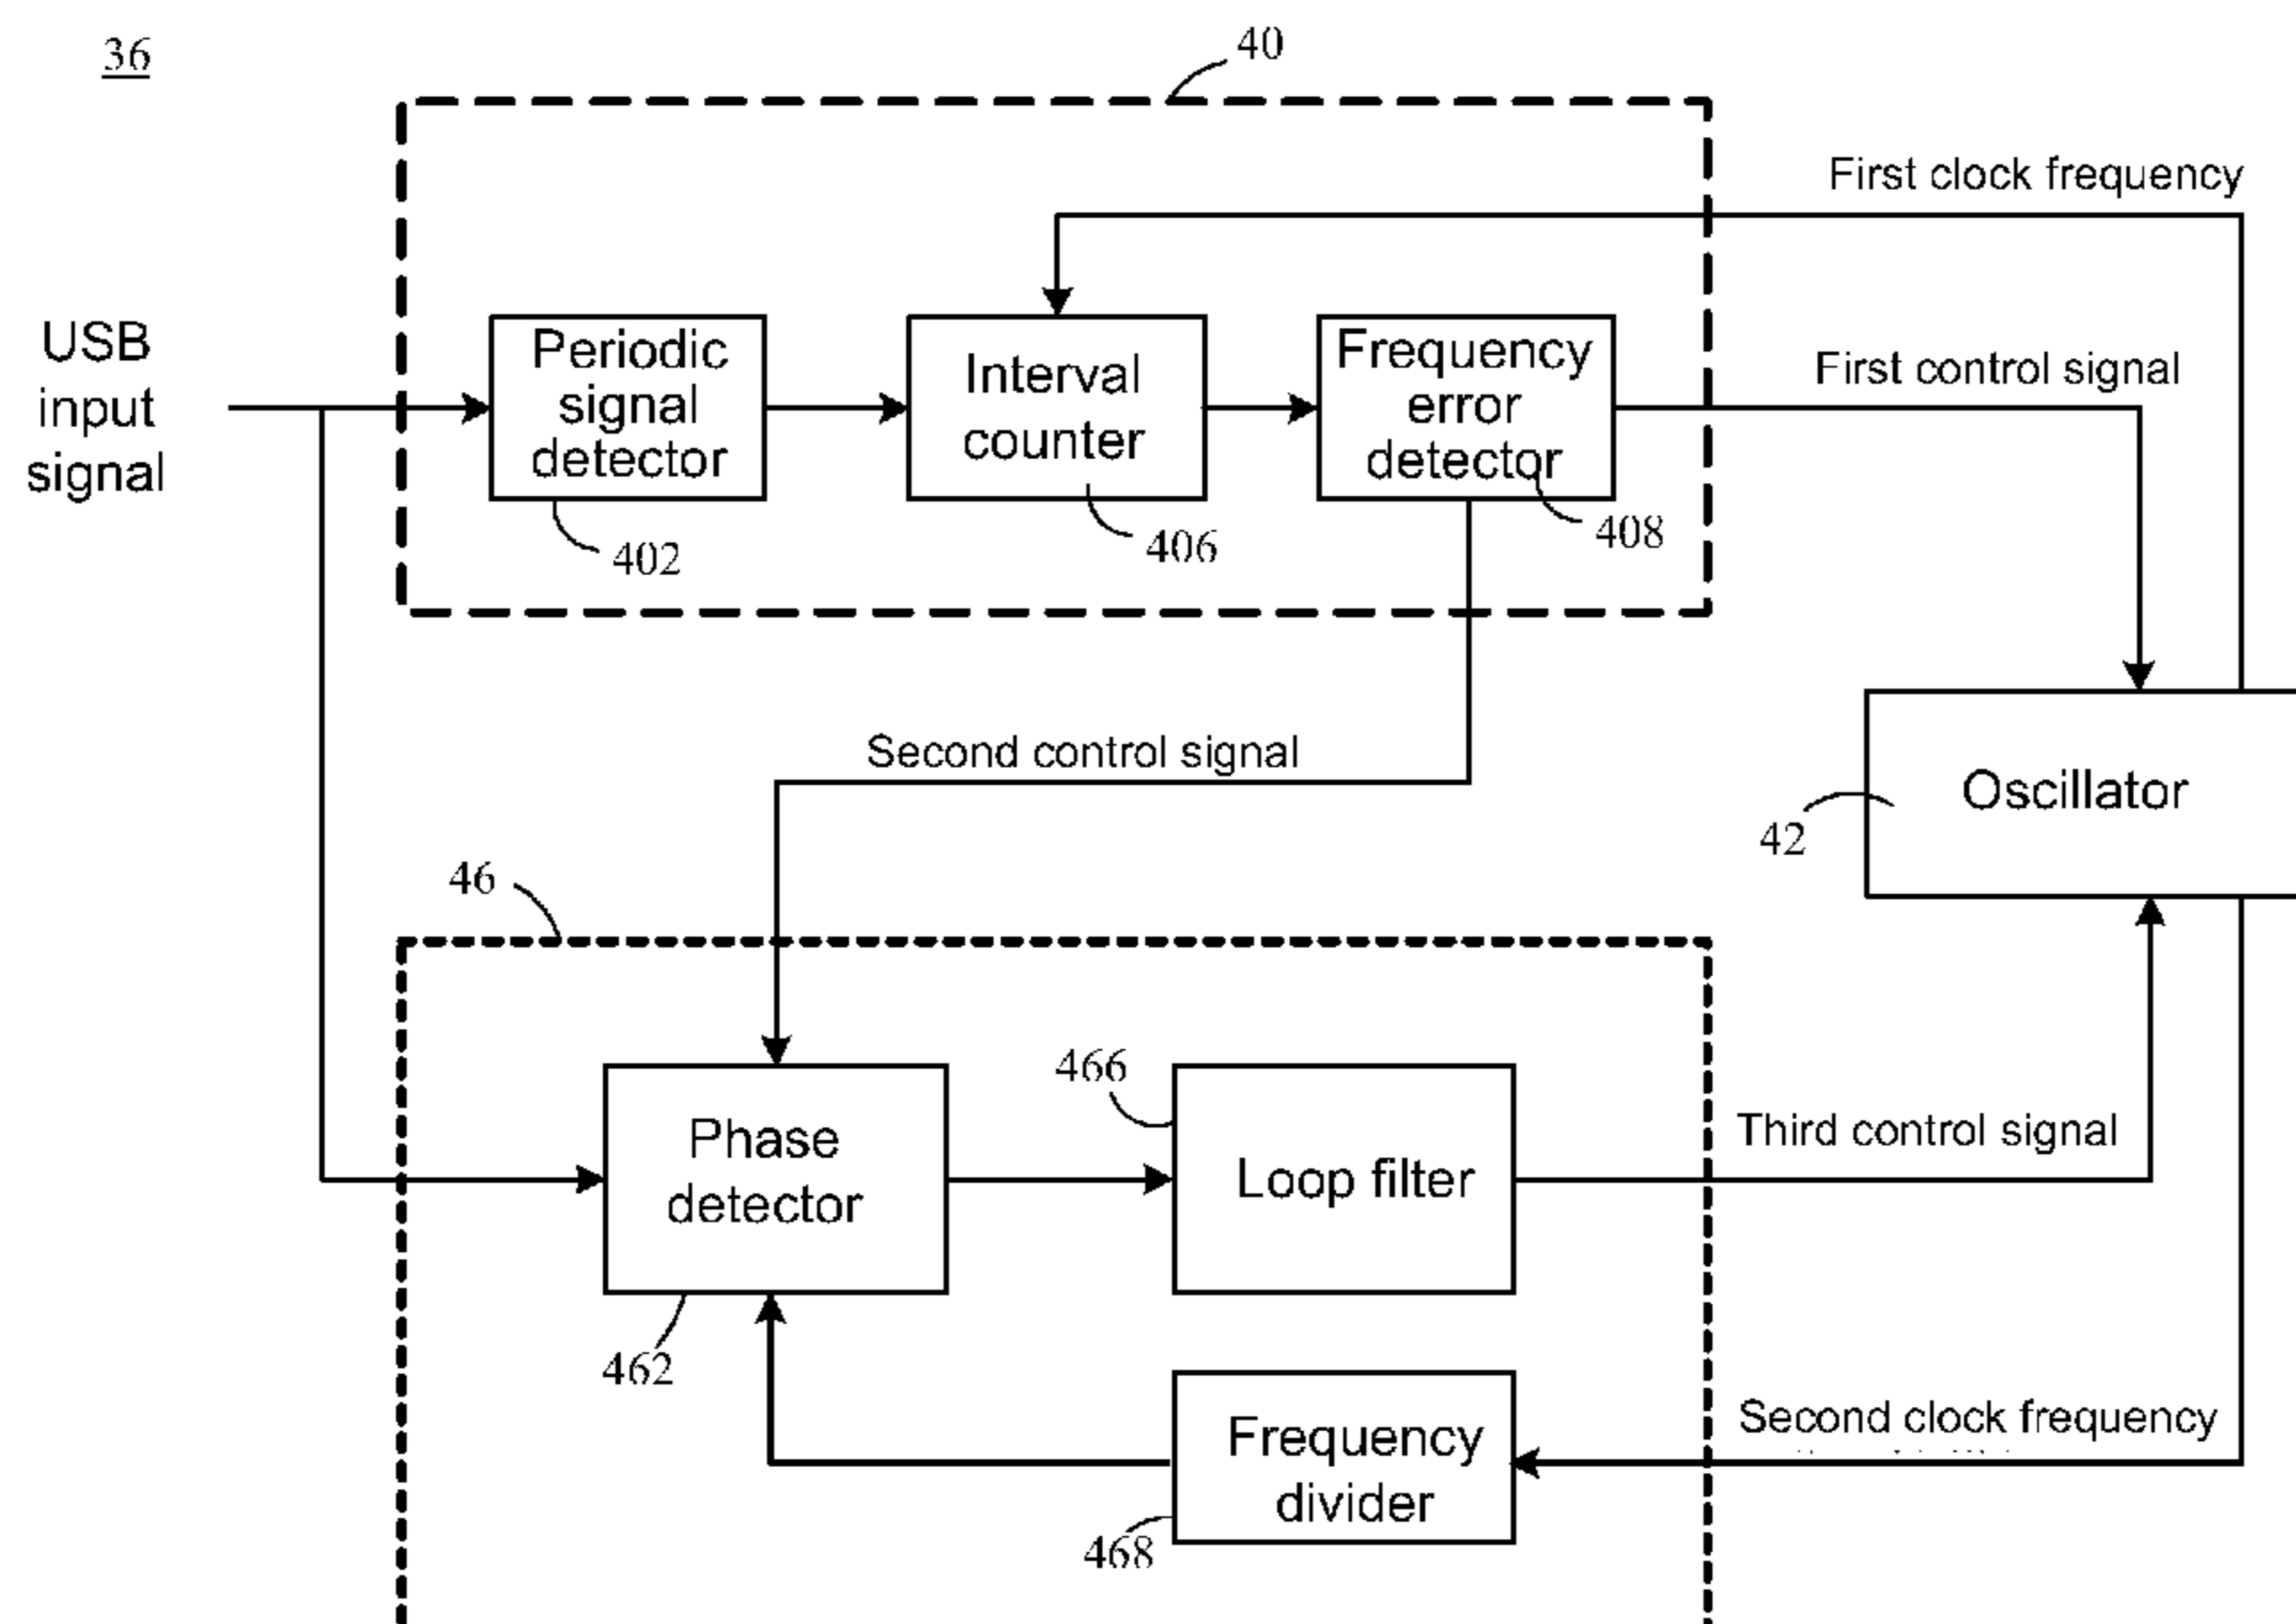 36
40
First clock frequency
USB
input
signal
Periodic
signal
detector
Interval
counter
Frequency
error
detector
First control signal
402
406
408
Second control signal
Oscillator
42
46
466
Phase
detector
Loop filter
Third control signal
462
Frequency
divider
Second clock frequency
468